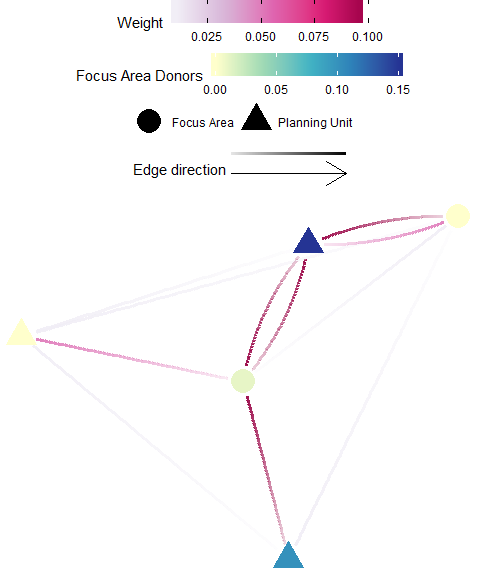 Weight
0.025 0.050 0.075 0.100
Focus Area Donors
0.00 0.05 0.10 0.15
Focus Area Planning Unit
Edge direction